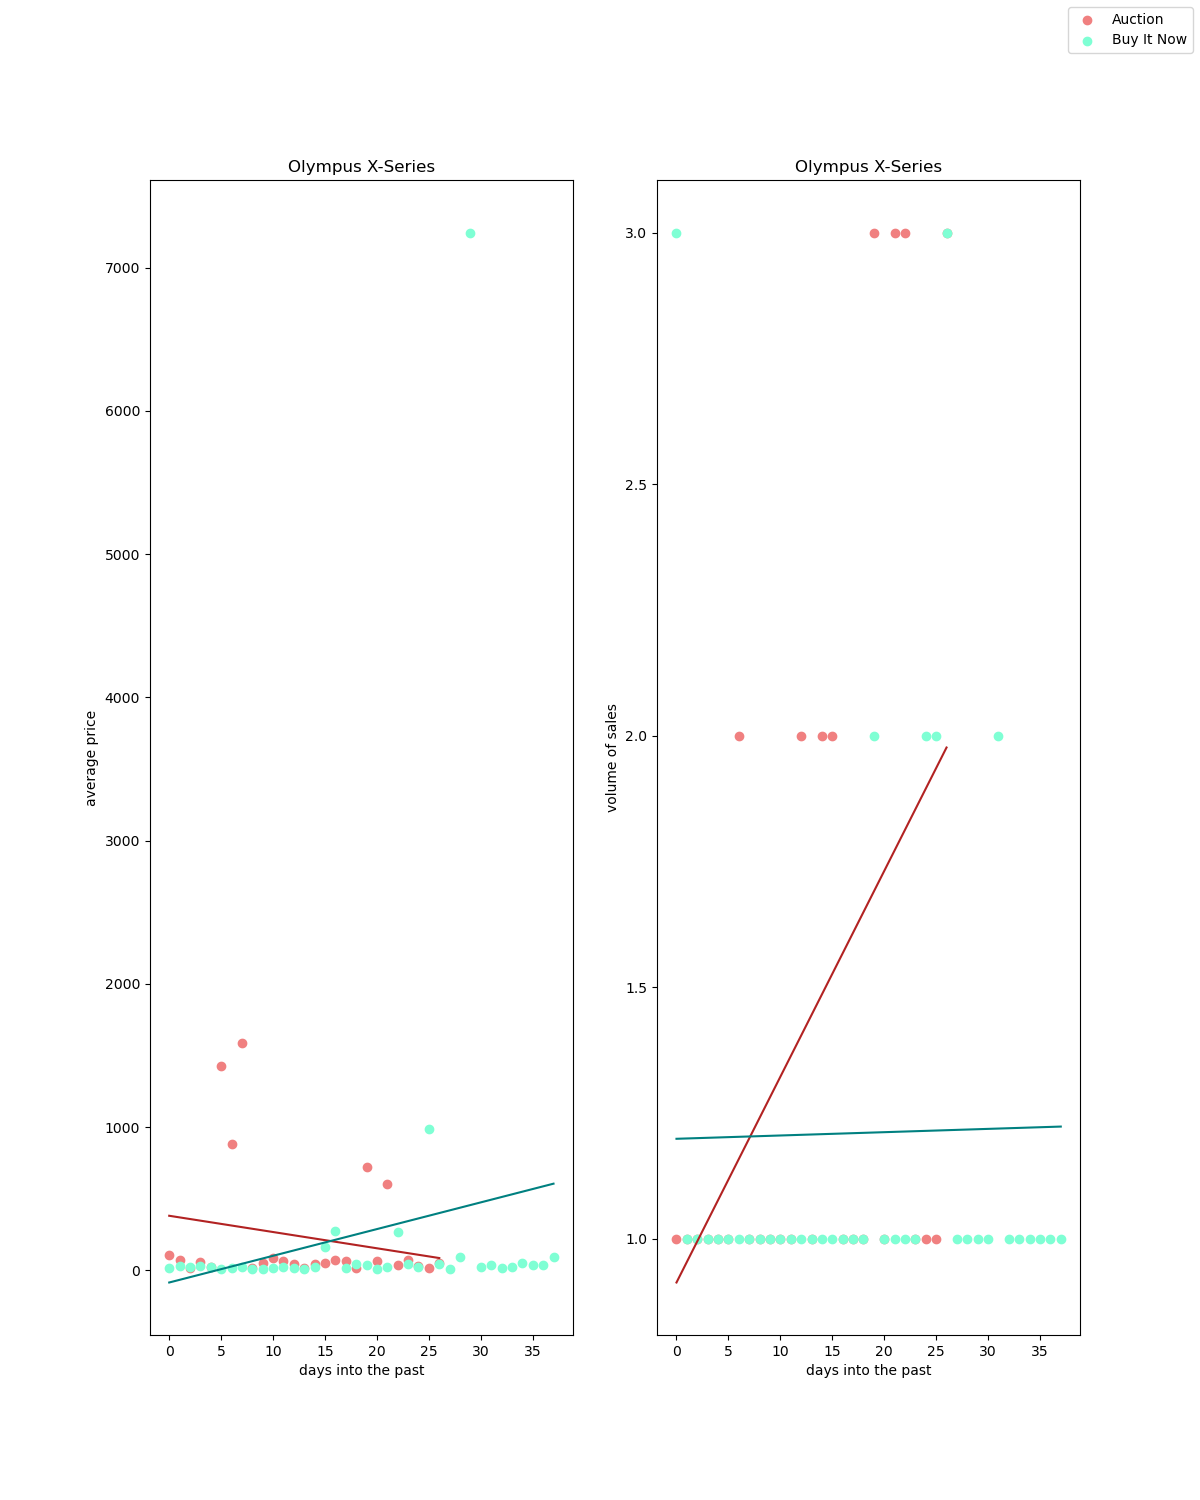 Auction
Buy It Now
Olympus X-Series
average price
7000
6000
5000
4000
3000
2000
1000
0
0 5 10 15 20 25 30 35
days into the past
Olympus X-Series
volume of sales
3.0
2.5
2.0
1.5
1.0
0 5 10 15 20 25 30 35
days into the past